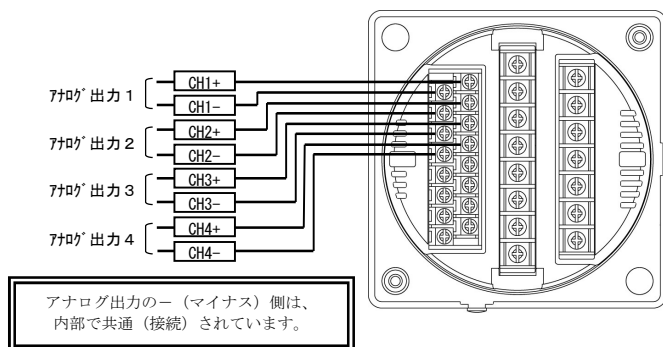 CH1+
ｱﾅﾛｸﾞ出力1
CH1-
CH2+
ｱﾅﾛｸﾞ出力2
CH2-
CH3+
ｱﾅﾛｸﾞ出力3
CH3-
CH4+
ｱﾅﾛｸﾞ出力4
CH4-
アナログ出力の－（マイナス）側は、
内部で共通（接続）されています。